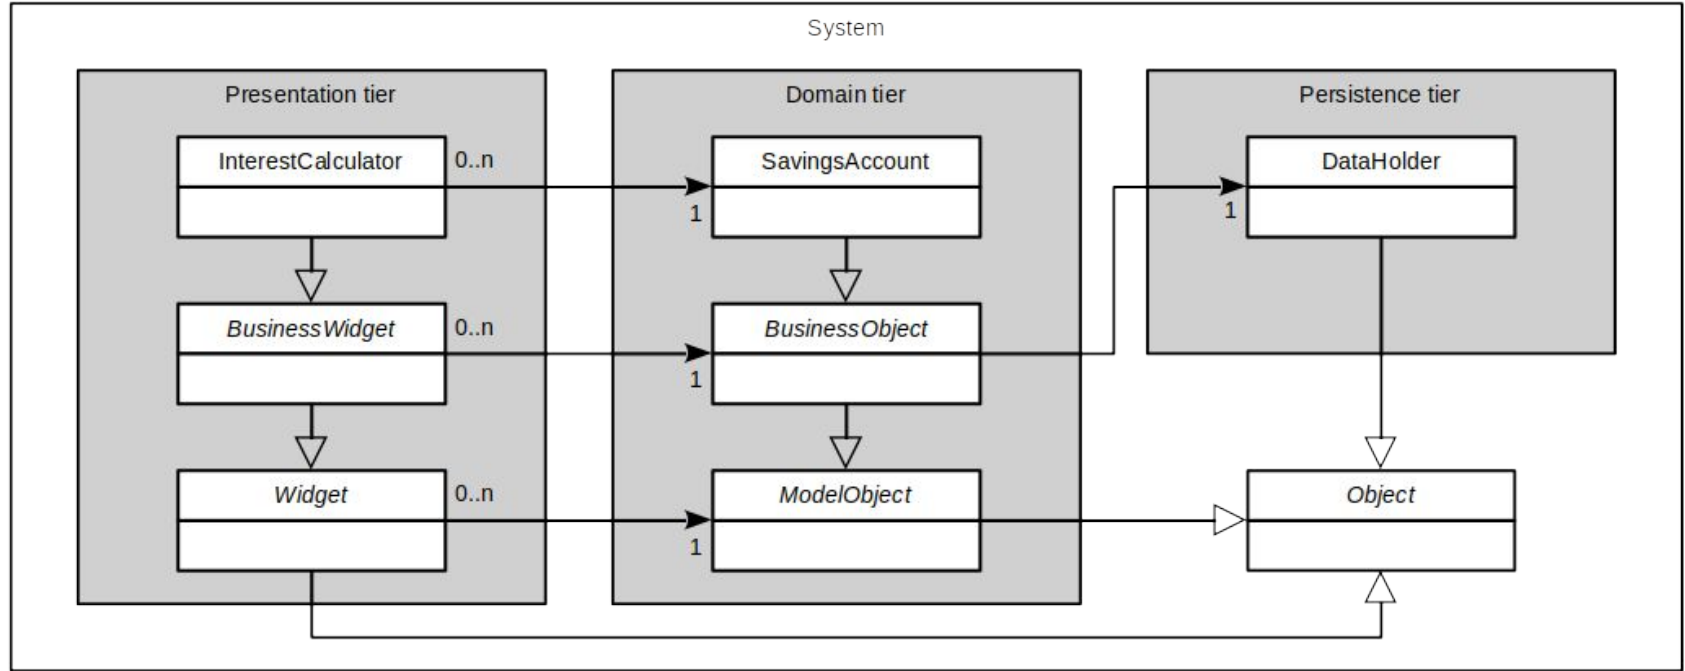 System
Presentation tier
Domain tier
Persistence tier
InterestCalculator
0..n
1
SavingsAccount
1
DataHolder
BusinessWidget
0..n
1
BusinessObject
Widget
0..n
1
ModelObject
Object